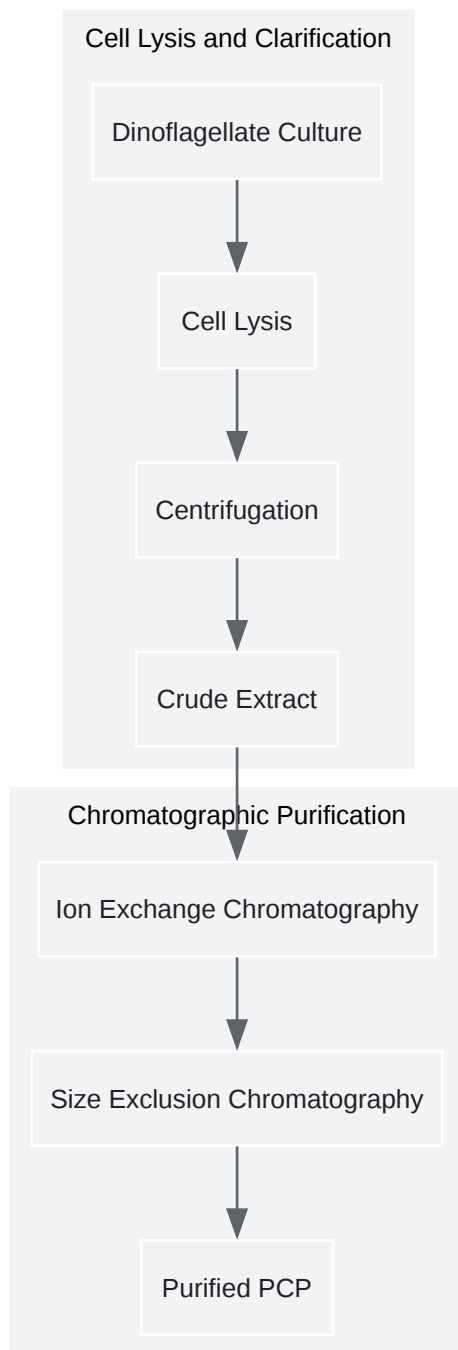 Cell Lysis and Clarification
Dinoflagellate Culture
Cell Lysis
Centrifugation
Crude Extract
Chromatographic Purification
Ion Exchange Chromatography
Size Exclusion Chromatography
Purified PCP